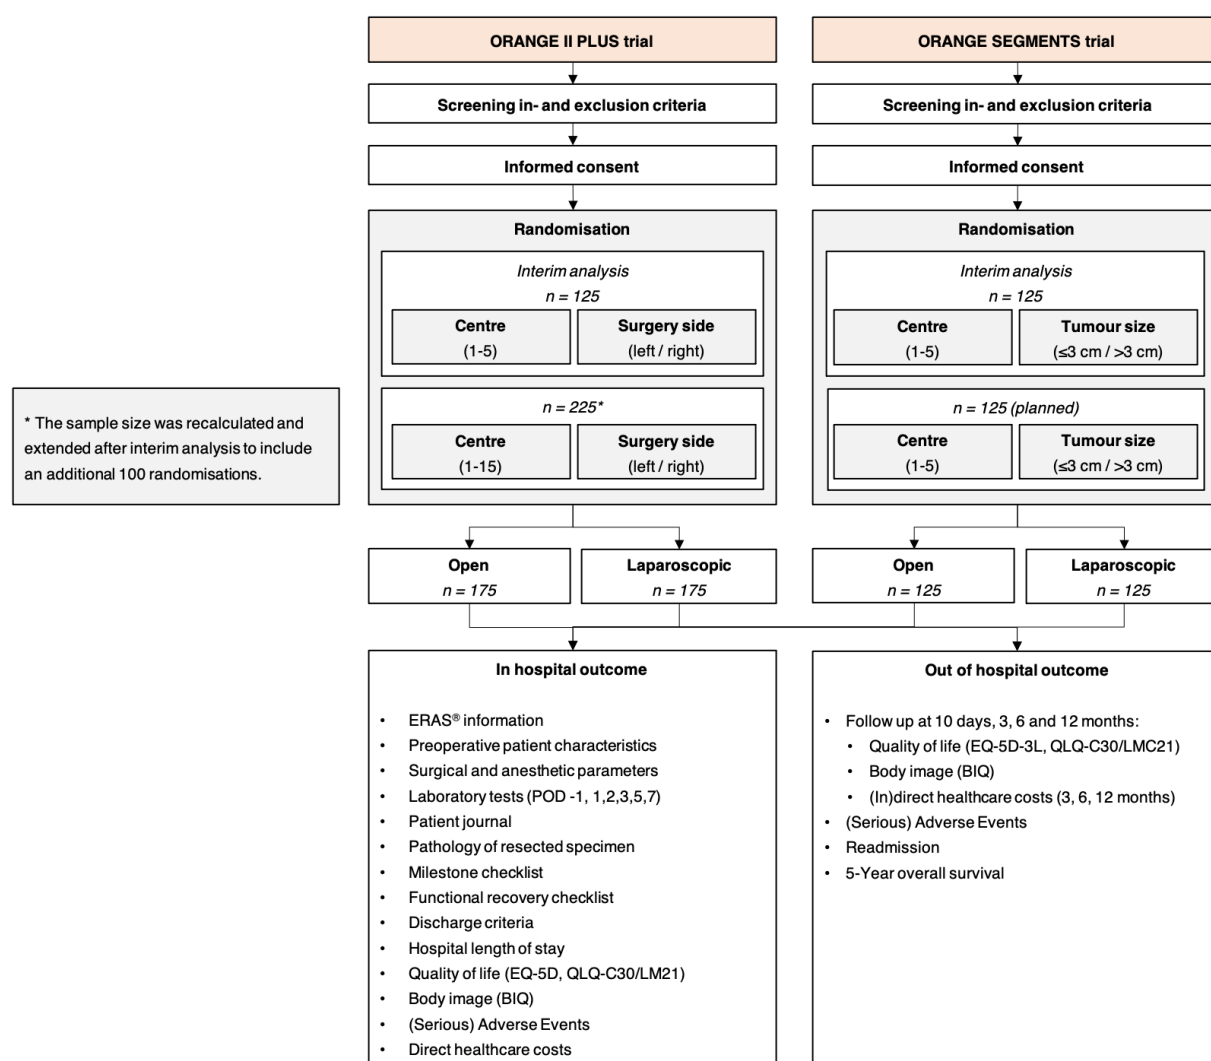 ORANGE II PLUS trial
Screening in- and exclusion criteria
Informed consent
Randomisation
Interim analysis
n = 125
Centre
(1-5)
Surgery side
(left / right)
n = 225*
Centre
(1-15)
Surgery side
(left / right)
* The sample size was recalculated and
extended after interim analysis to include
an additional 100 randomisations.
Open
n = 175
Laparoscopic
n = 175
ORANGE SEGMENTS trial
Screening in- and exclusion criteria
Informed consent
Randomisation
Interim analysis
n = 125
Centre
(1-5)
Tumour size
(≤3 cm / >3 cm)
n = 125 (planned)
Centre
(1-5)
Tumour size
(≤3 cm / >3 cm)
Open
n = 125
Laparoscopic
n = 125
In hospital outcome
• ERAS® information
• Preoperative patient characteristics
• Surgical and anesthetic parameters
• Laboratory tests (POD -1, 1,2,3,5,7)
• Patient journal
• Pathology of resected specimen
• Milestone checklist
• Functional recovery checklist
• Discharge criteria
• Hospital length of stay
• Quality of life (EQ-5D, QLQ-C30/LM21)
• Body image (BIQ)
• (Serious) Adverse Events
• Direct healthcare costs
Out of hospital outcome
• Follow up at 10 days, 3, 6 and 12 months:
• Quality of life (EQ-5D-3L, QLQ-C30/LMC21)
• Body image (BIQ)
• (In)direct healthcare costs (3, 6, 12 months)
• (Serious) Adverse Events
• Readmission
• 5-Year overall survival